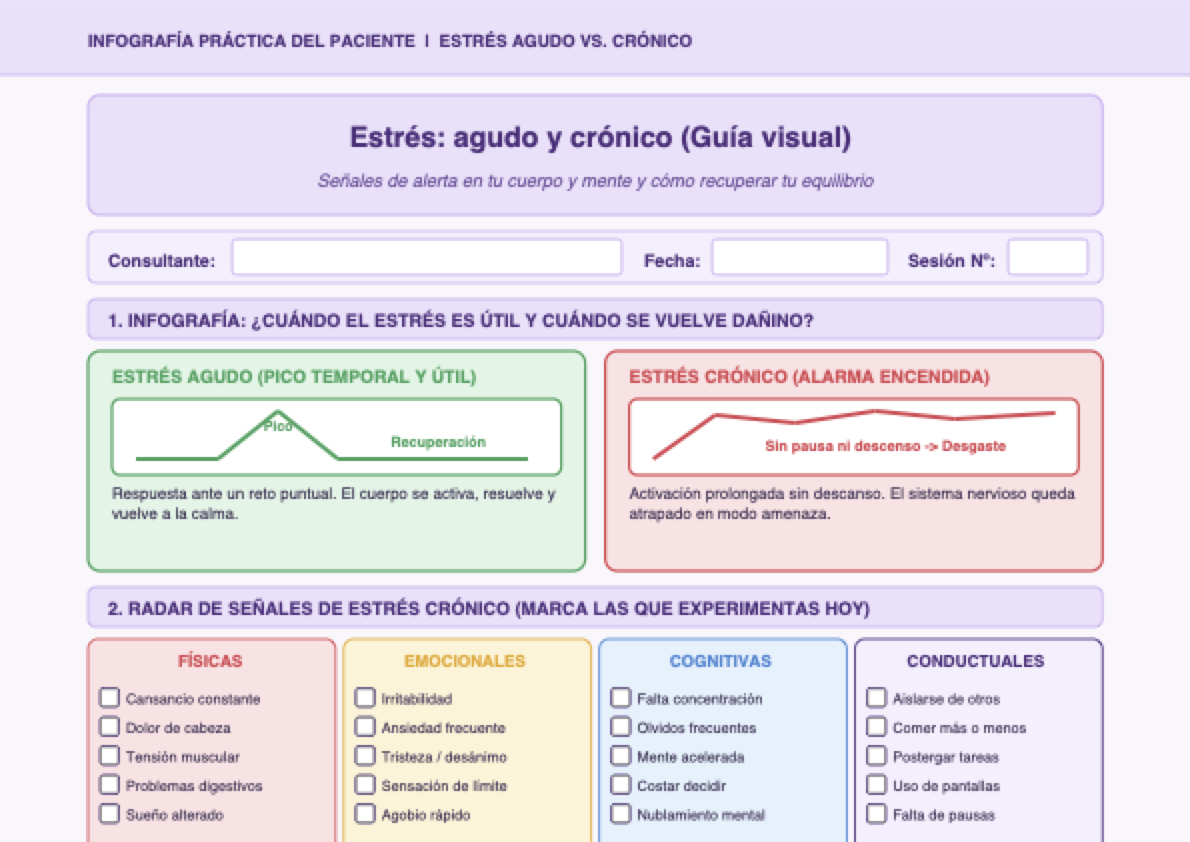 INFOGRAFÍA PRÁCTICA DEL PACIENTE | ESTRÉS AGUDO VS. CRÓNICO
Estrés: agudo y crónico (Guía visual)
Señales de alerta en tu cuerpo y mente y cómo recuperar tu equilibrio
Consultante: Fecha: Sesión Nº:
1. INFOGRAFÍA: ¿CUÁNDO EL ESTRÉS ES ÚTIL Y CUÁNDO SE VUELVE DAÑINO?
ESTRÉS AGUDO (PICO TEMPORAL Y ÚTIL)
Pico
Recuperación
Respuesta ante un reto puntual. El cuerpo se activa, resuelve y
vuelve a la calma.
ESTRÉS CRÓNICO (ALARMA ENCENDIDA)
Sin pausa ni descenso -> Desgaste
Activación prolongada sin descanso. El sistema nervioso queda
atrapado en modo amenaza.
2. RADAR DE SEÑALES DE ESTRÉS CRÓNICO (MARCA LAS QUE EXPERIMENTAS HOY)
FÍSICAS
Cansancio constante
Dolor de cabeza
Tensión muscular
Problemas digestivos
Sueño alterado
EMOCIONALES
Irritabilidad
Ansiedad frecuente
Tristeza / desánimo
Sensación de límite
Agobio rápido
COGNITIVAS
Falta concentración
Olvidos frecuentes
Mente acelerada
Costar decidir
Nublamiento mental
CONDUCTUALES
Aislarse de otros
Comer más o menos
Postergar tareas
Uso de pantallas
Falta de pausas